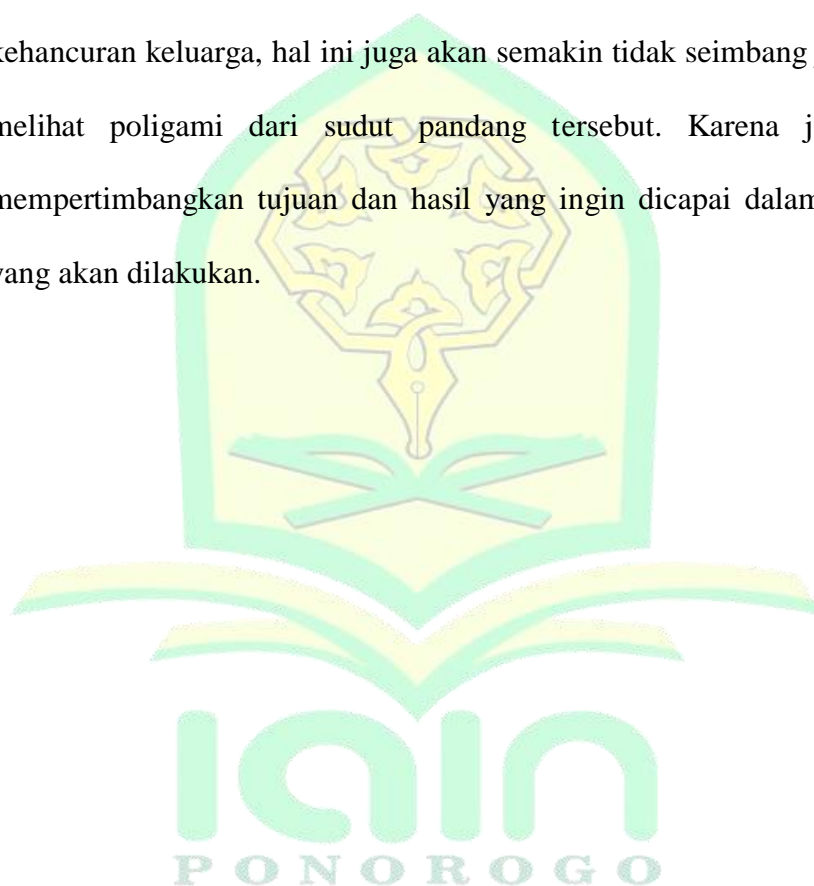 kehancuran keluarga, hal ini juga akan semakin tidak seimbang
melihat poligami dari sudut pandang tersebut. Karena
mempertimbangkan tujuan dan hasil yang ingin dicapai dalam
yang akan dilakukan.
iain
PONOROGO